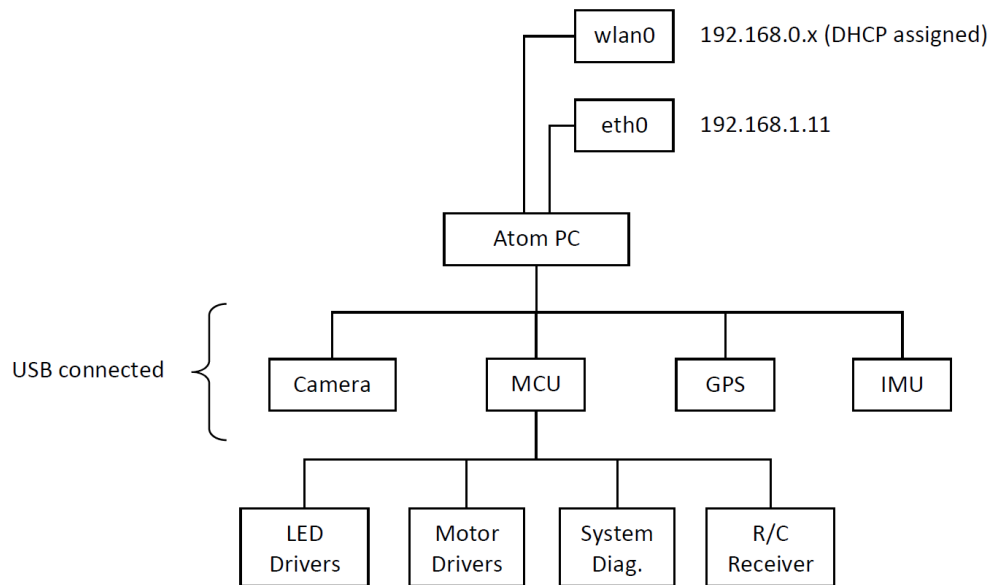 wlan0 192.168.0.x (DHCP assigned)
eth0 192.168.1.11
Atom PC
USB connected
Camera MCU GPS IMU
LED Motor System R/C
Drivers Drivers Diag. Receiver